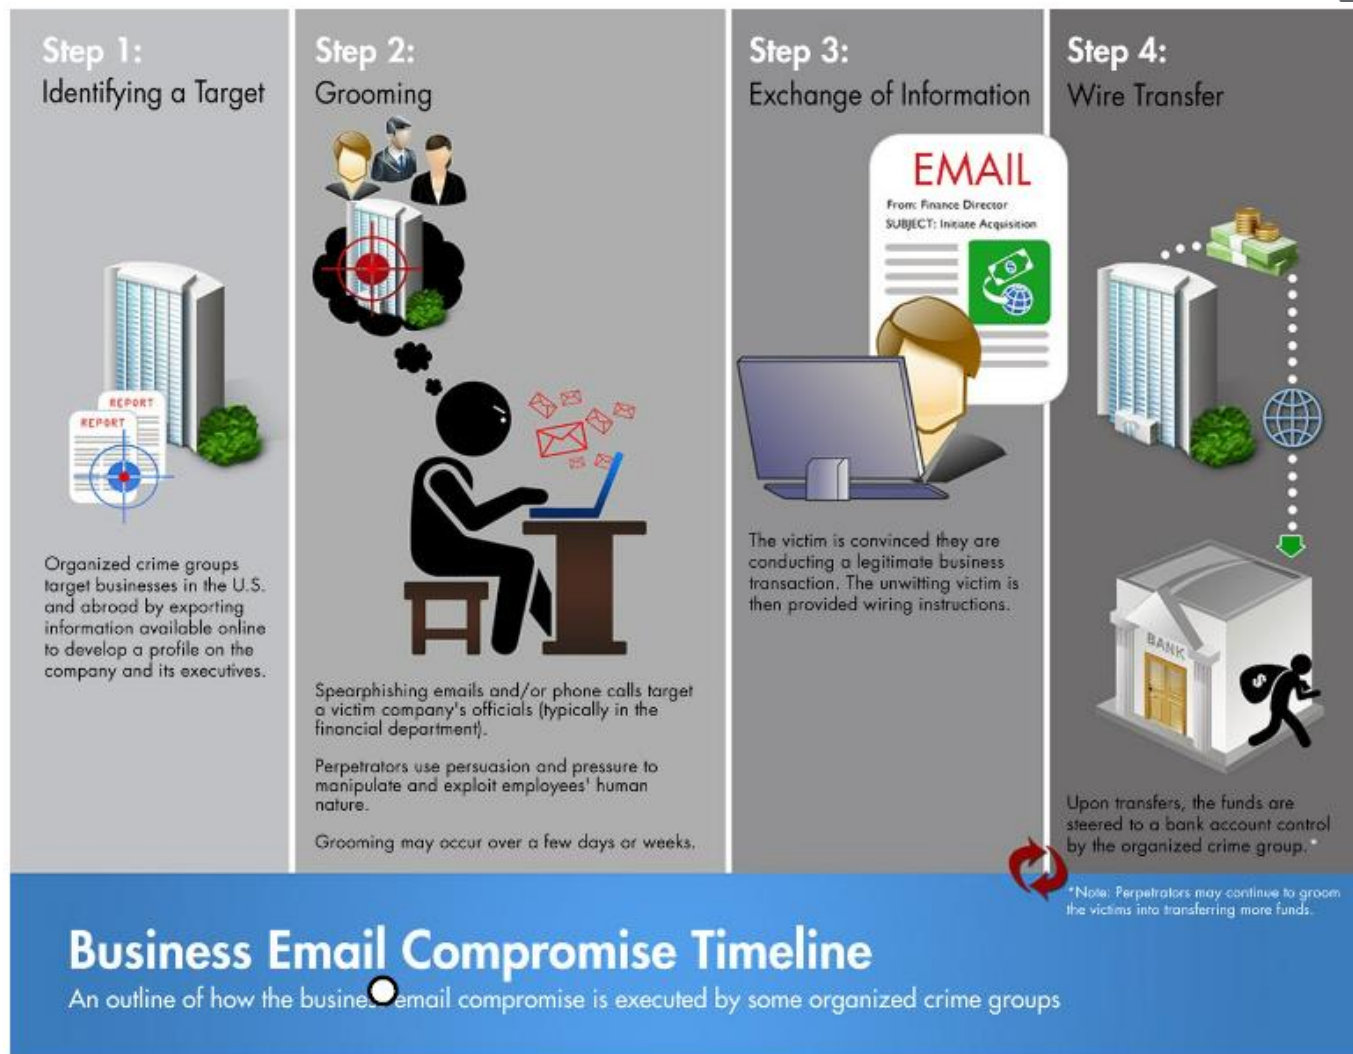 Step 1:
Identifying a Target
REPORT
REPORT
Organized crime groups
target businesses in the U.S.
and abroad by exporting
information available online
to develop a profile on the
company and its executives.
Step 2:
Grooming
Spearphishing emails and/or phone calls target
a victim company's officials (typically in the
financial department).
Perpetrators use persuasion and pressure to
manipulate and exploit employees' human
nature.
Grooming may occur over a few days or weeks.
Step 3:
Exchange of Information
EMAIL
From: Finance Director
SUBJECT: Initiate Acquisition
The victim is convinced they are
conducting a legitimate business
transaction. The unwitting victim is
then provided wiring instructions.
Step 4:
Wire Transfer
BANK
Upon transfers, the funds are
steered to a bank account control
by the organized crime group.*
*Note: Perpetrators may continue to groom
the victims into transferring more funds.
Business Email Compromise Timeline
An outline of how the email compromise is executed by some organized crime groups